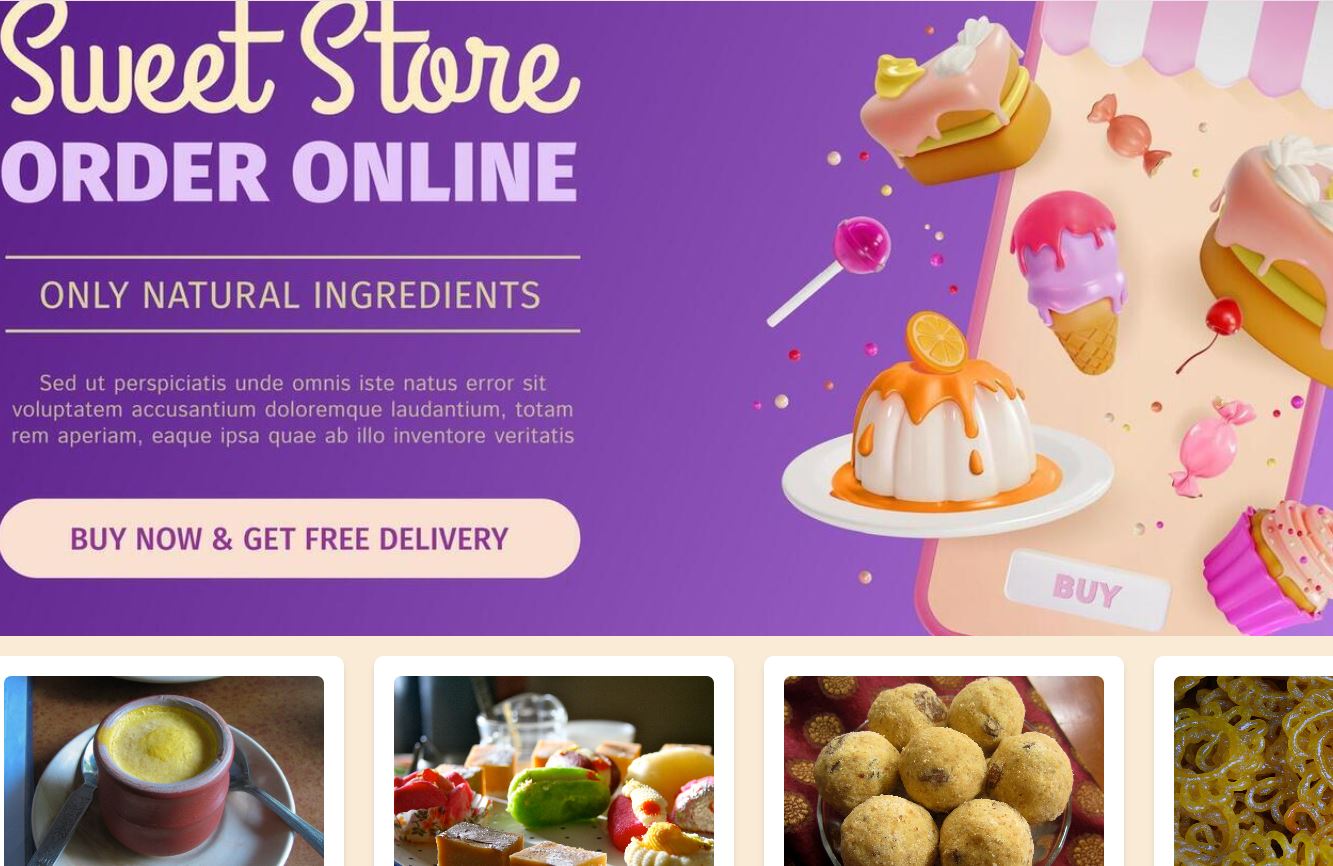 Sweet Store
ORDER ONLINE
ONLY NATURAL INGREDIENTS
Sed ut perspiciatis unde omnis iste natus error sit
voluptatem accusantium doloremque laudantium, totam
rem aperiam, eaque ipsa quae ab illo inventore veritatis
BUY NOW & GET FREE DELIVERY
BUY